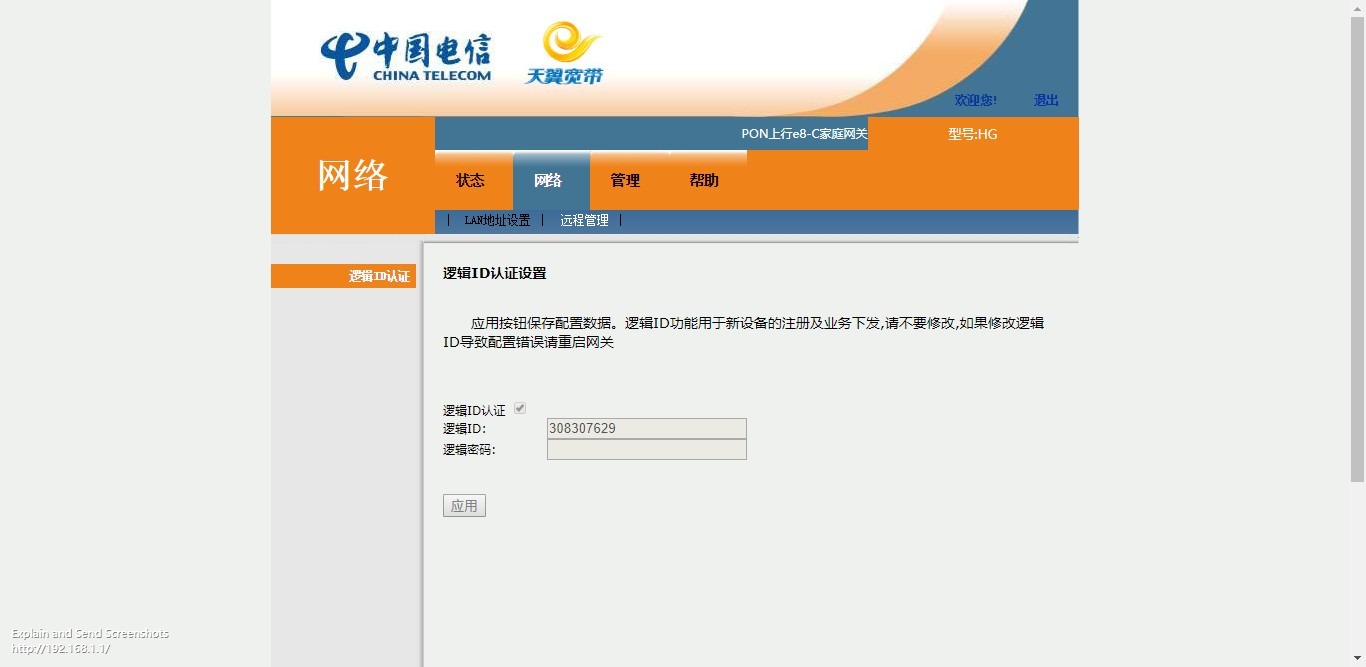 中国电信
CHINA TELECOM
天翼宽带
欢迎您! 退出
PON上行e8-C家庭网关 型号:HG
网络
状态 网络 管理 帮助
| LAN地址设置 | 远程管理 |
逻辑ID认证
逻辑ID认证设置
应用按钮保存配置数据。逻辑ID功能用于新设备的注册及业务下发,请不要修改,如果修改逻辑
ID导致配置错误请重启网关
逻辑ID认证
逻辑ID: 308307629
逻辑密码:
应用
Explain and Send Screenshots
http://192.168.1.1/